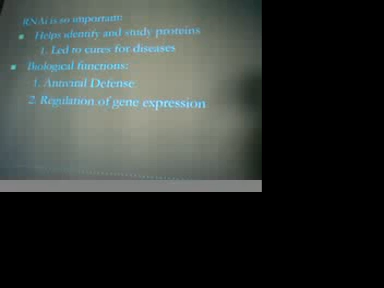 RNAi is so important:
Helps identify and study proteins
1. Led to cures for diseases
Biological functions:
1. Antiviral Defense
2. Regulation of gene expression